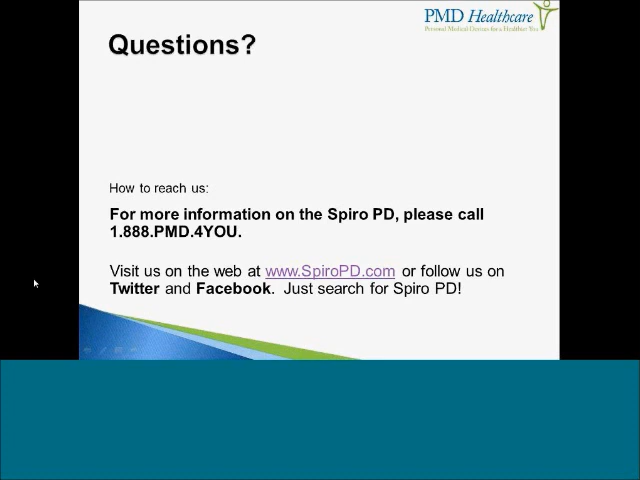 PMD Healthcare
Personal Medical Devices for a Healthier You
Questions?
How to reach us:
For more information on the Spiro PD, please call
1.888.PMD.4YOU.
Visit us on the web at www.SpiroPD.com or follow us on
Twitter and Facebook.  Just search for Spiro PD!